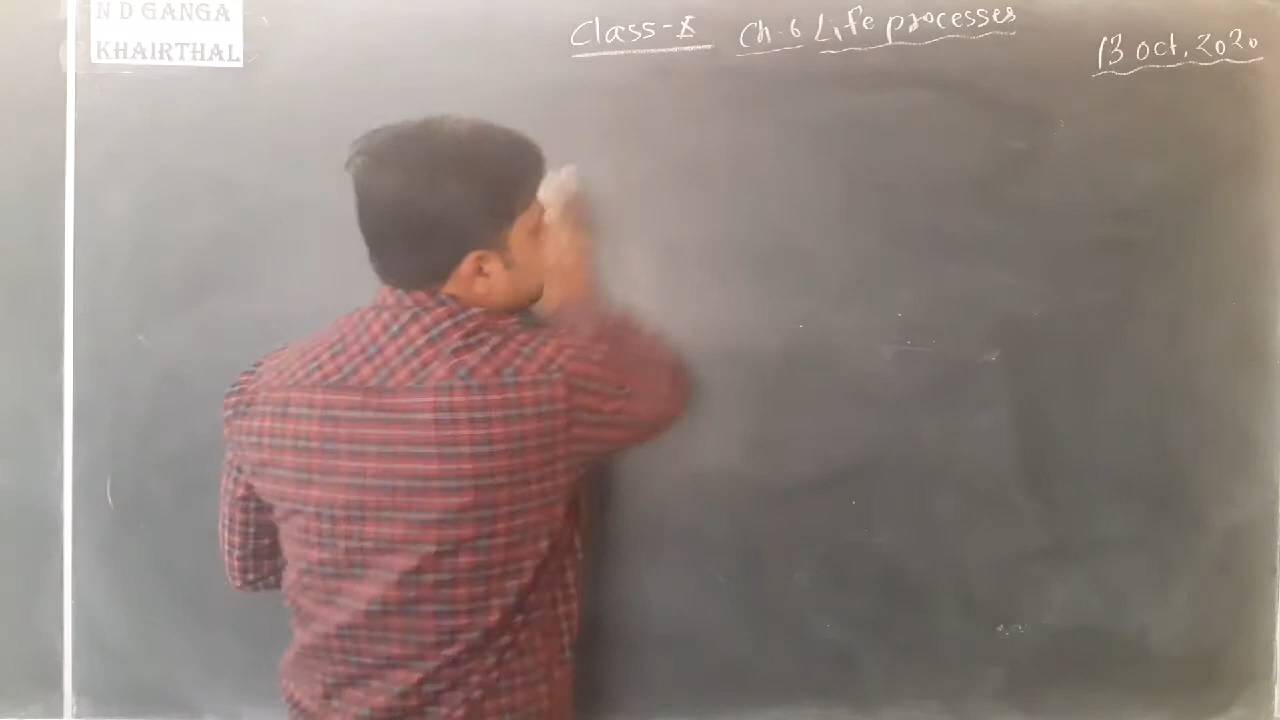 N D GANGA
KHAIRTHAL
Class-X Ch.6 Life processes
13 oct. 2020